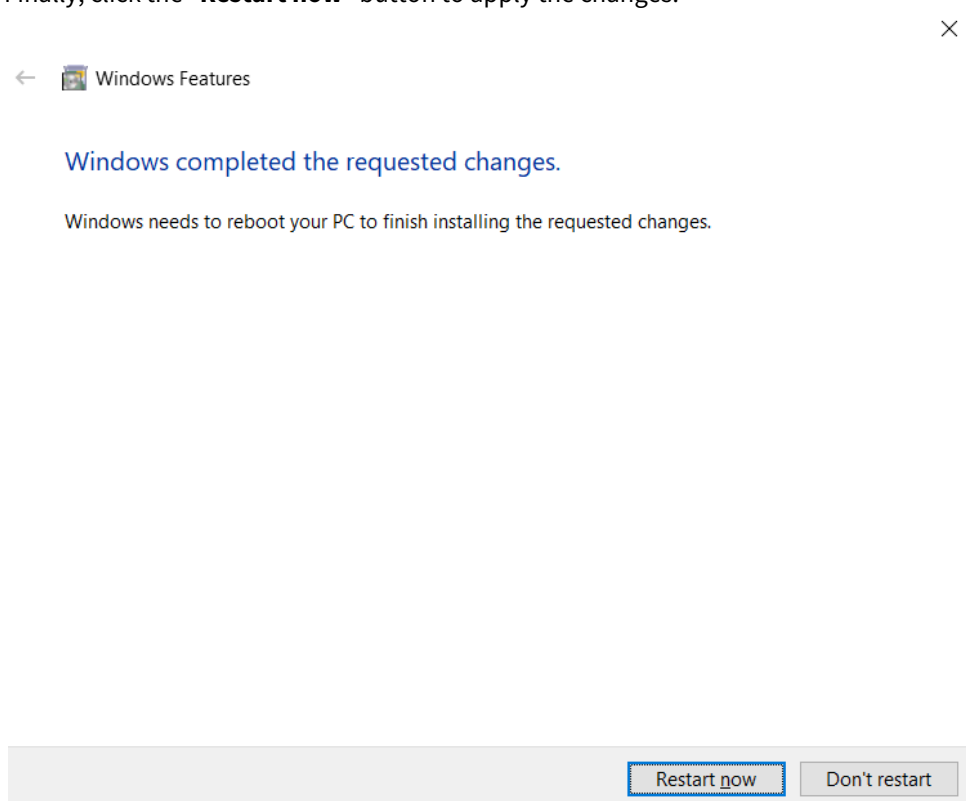 Finally, click the "Restart now" button to apply the changes.
Windows Features
Windows completed the requested changes.
Windows needs to reboot your PC to finish installing the requested changes.
Restart now
Don't restart